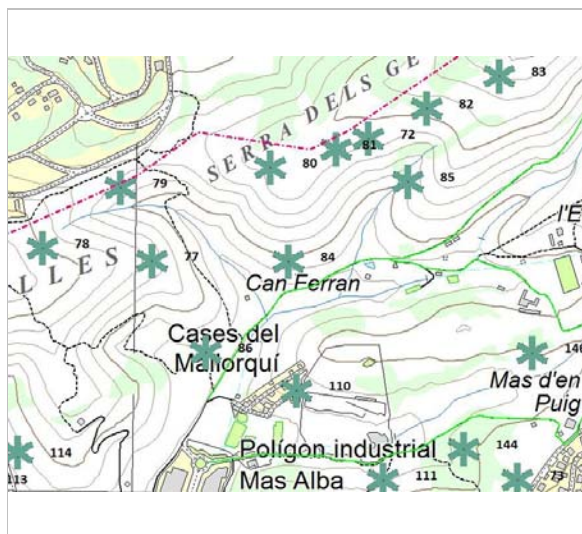 83
82
SERRA DELS GE
72
81
80
85
79
l'É
78
77
84
LLES
Can Ferran
Cases del
Mallorquí
86
146
110
Mas d'en
Puig
114
Polígon industrial
144
Mas Alba
111
73
113